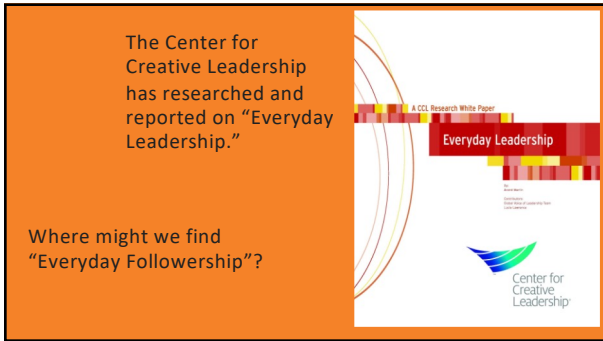 The Center for
Creative Leadership
has researched and
reported on “Everyday
Leadership.”
Where might we find
“Everyday Followership”?
A CCL Research White Paper
Everyday Leadership
Center for
Creative
Leadership